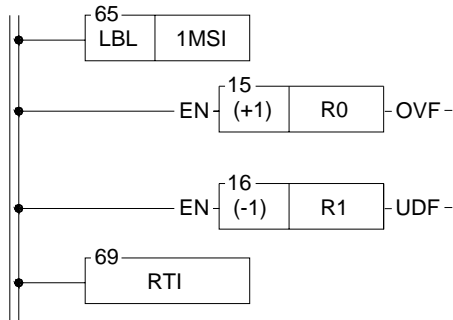 65
LBL 1MSI
15
EN (+1) R0 OVF
16
EN (-1) R1 UDF
69
RTI